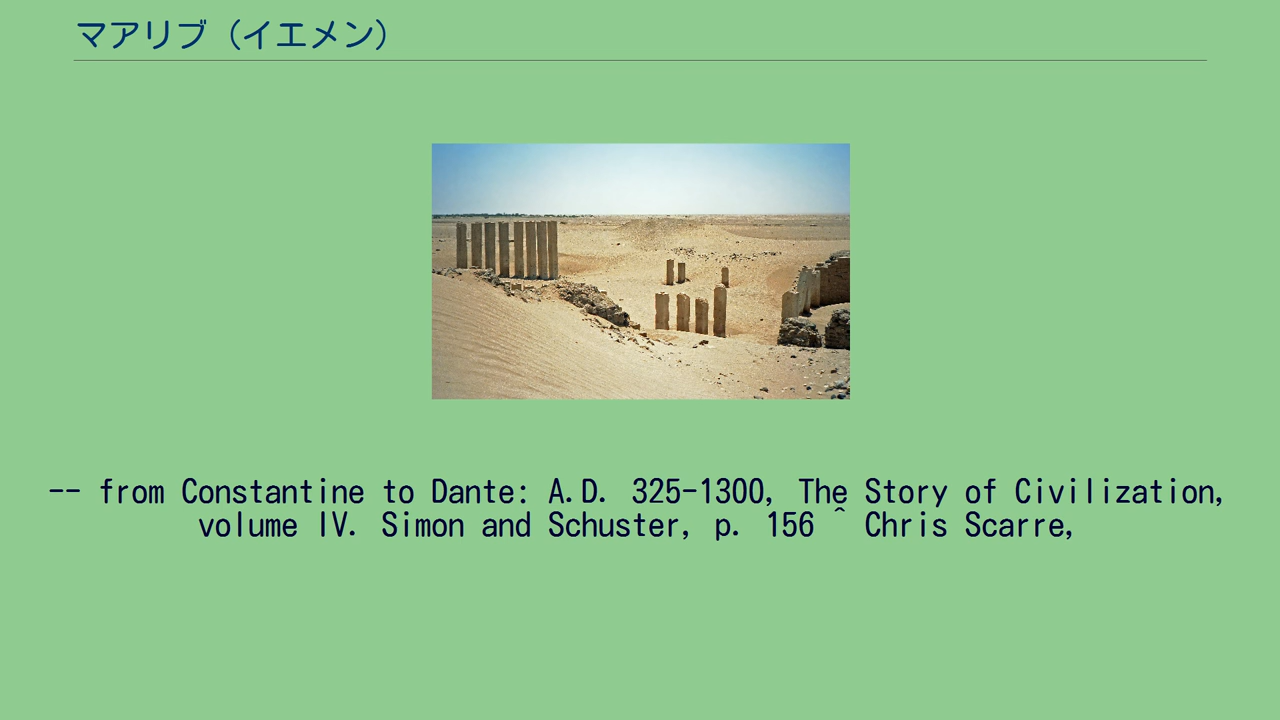 マアリブ（イエメン）
-- from Constantine to Dante: A.D. 325-1300, The Story of Civilization,
volume IV. Simon and Schuster, p. 156 ^ Chris Scarre,